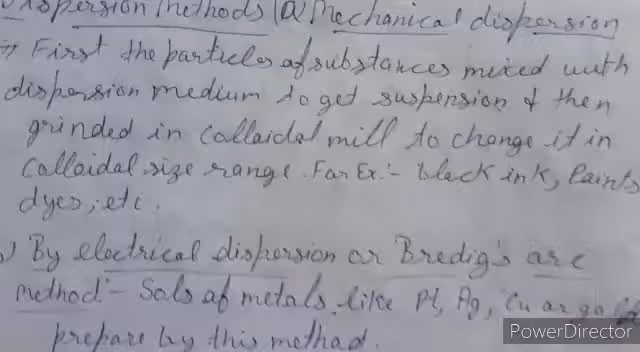 Dispersion Methods (a) Mechanical dispersion
⇒ First the particles of substances mixed with
dispersion medium to get suspension & then
grinded in Colloidal mill to change it in
Colloidal size range. For Ex:- black ink, Paints
dyes, etc.
) By electrical dispersion or Bredig's arc
method:- Sols of metals like Pt, Ag, Cu or gold
prepare by this method.
PowerDirector